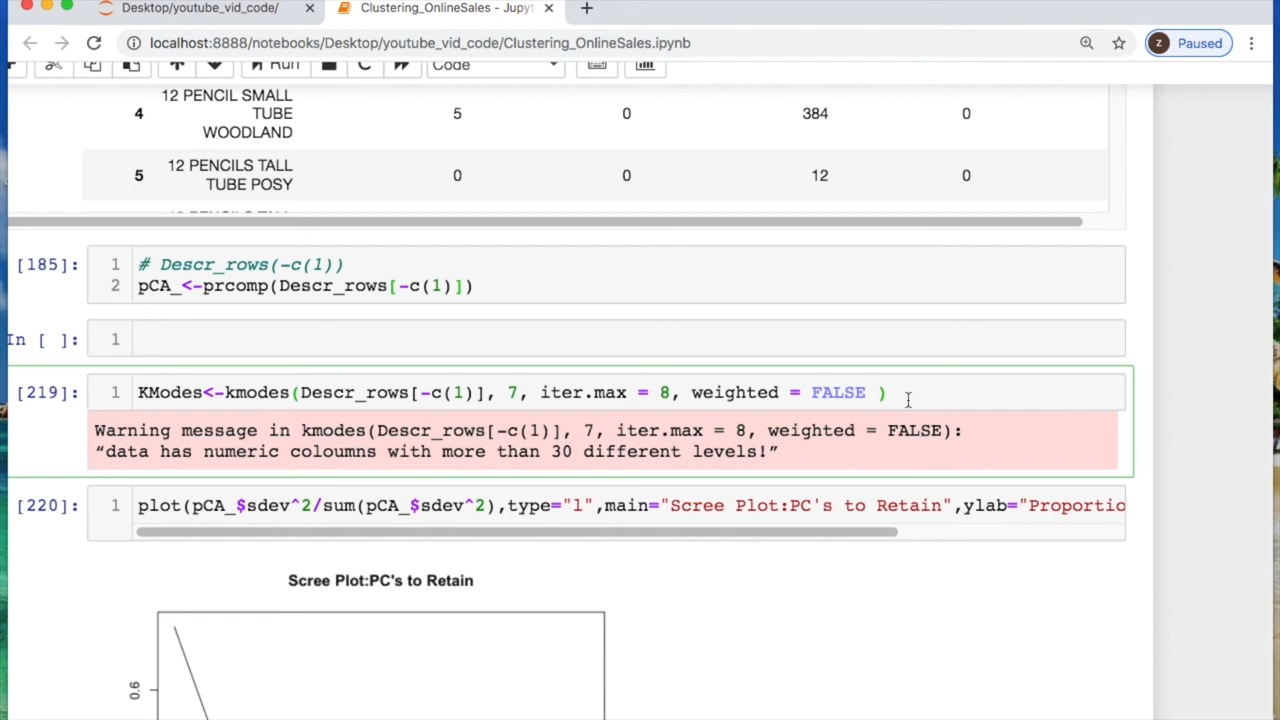 Desktop/youtube_vid_code/
Clustering_OnlineSales - Jupyt
localhost:8888/notebooks/Desktop/youtube_vid_code/Clustering_OnlineSales.ipynb
z Paused
Run Code
12 PENCIL SMALL
4 TUBE 5 0 384 0
WOODLAND
12 PENCILS TALL
5 TUBE POSY 0 0 12 0
[185]: 1 # Descr_rows(-c(1))
2 pCA_<-prcomp(Descr_rows[-c(1)])
In [ ]: 1
[219]: 1 KModes<-kmodes(Descr_rows[-c(1)], 7, iter.max = 8, weighted = FALSE )
Warning message in kmodes(Descr_rows[-c(1)], 7, iter.max = 8, weighted = FALSE):
“data has numeric coloumns with more than 30 different levels!”
[220]: 1 plot(pCA_$sdev^2/sum(pCA_$sdev^2),type="l",main="Scree Plot:PC's to Retain",ylab="Proportio
Scree Plot:PC's to Retain
0.6